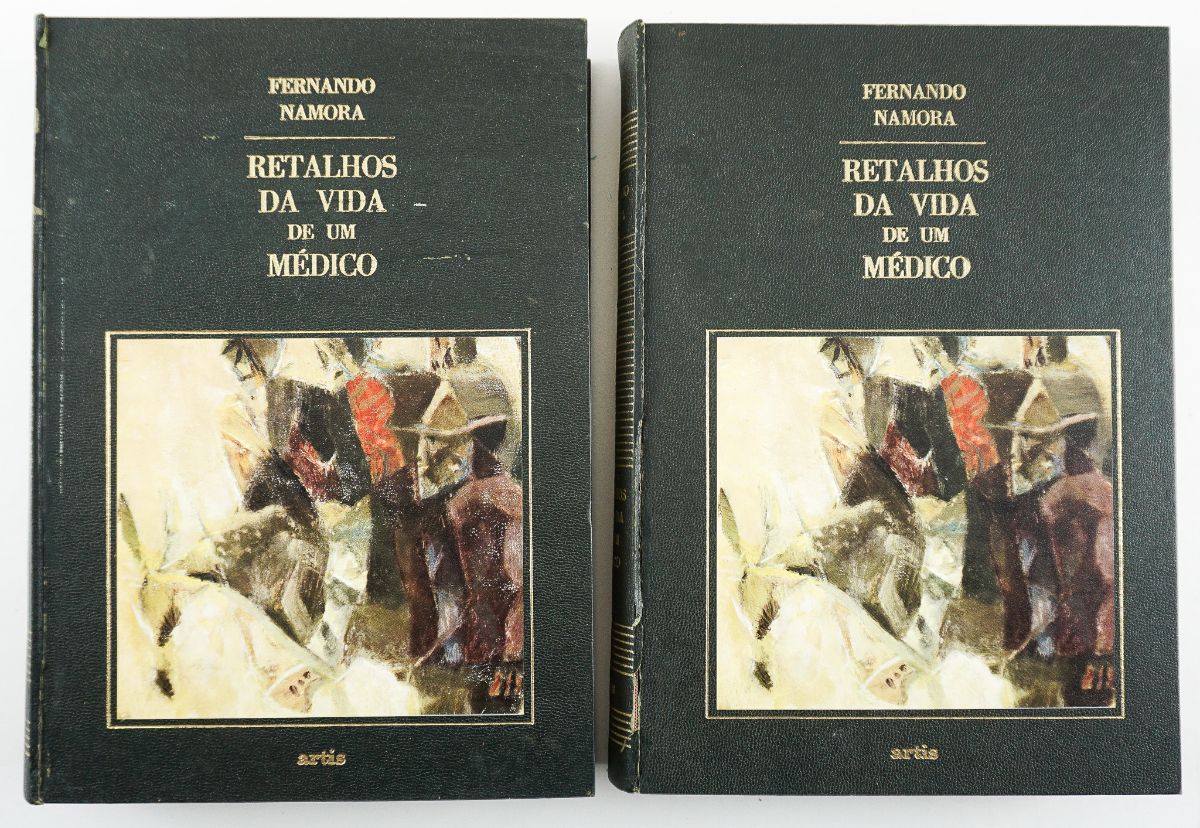 FERNANDO
NAMORA
RETALHOS
DA VIDA
DE UM
MÉDICO
artis
FERNANDO
NAMORA
RETALHOS
DA VIDA
DE UM
MÉDICO
artis